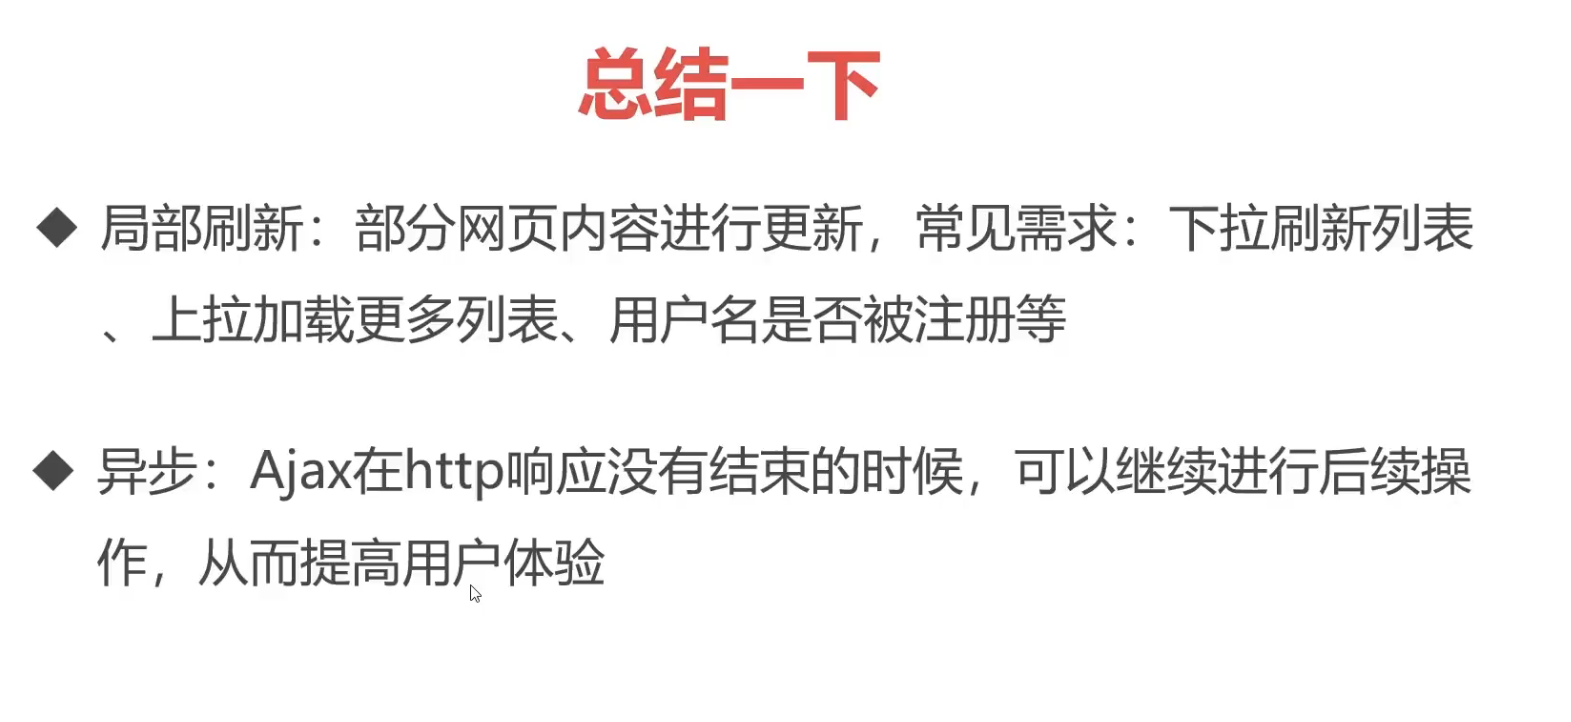 总结一下
◆ 局部刷新：部分网页内容进行更新，常见需求：下拉刷新列表
、上拉加载更多列表、用户名是否被注册等
◆ 异步：Ajax在http响应没有结束的时候，可以继续进行后续操
作，从而提高用户体验